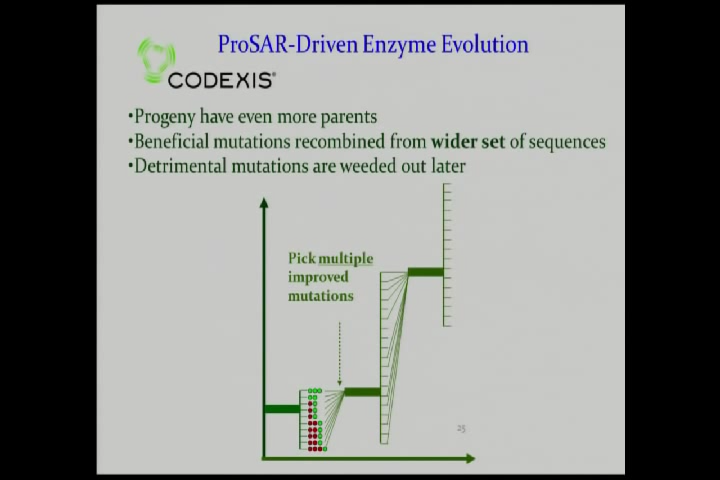 ProSAR-Driven Enzyme Evolution
CODEXIS®
•Progeny have even more parents
•Beneficial mutations recombined from wider set of sequences
•Detrimental mutations are weeded out later
Pick multiple
improved
mutations
25